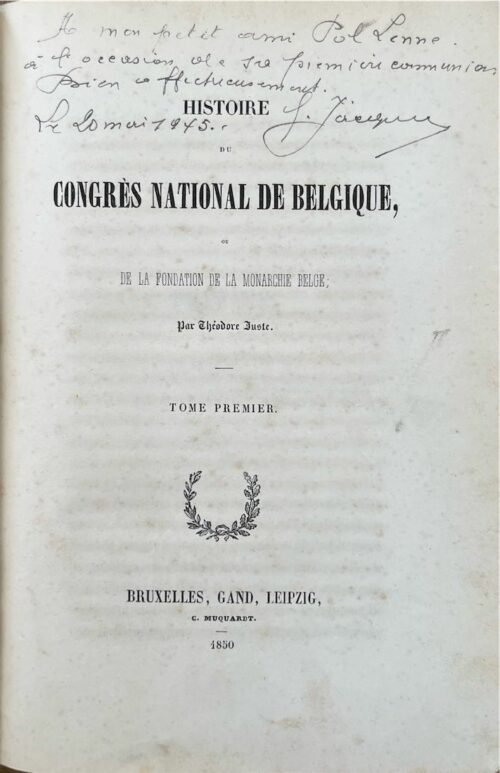 A mon petit ami Pol Lenne.
à l'occasion de sa première communion
Bien affectueusement.
HISTOIRE
Le 20 mai 1945. J. Jacques
DU
CONGRÈS NATIONAL DE BELGIQUE,
OU
DE LA FONDATION DE LA MONARCHIE BELGE;
Par Théodore Juste.
TOME PREMIER.
BRUXELLES, GAND, LEIPZIG,
C. MUQUARDT.
1850